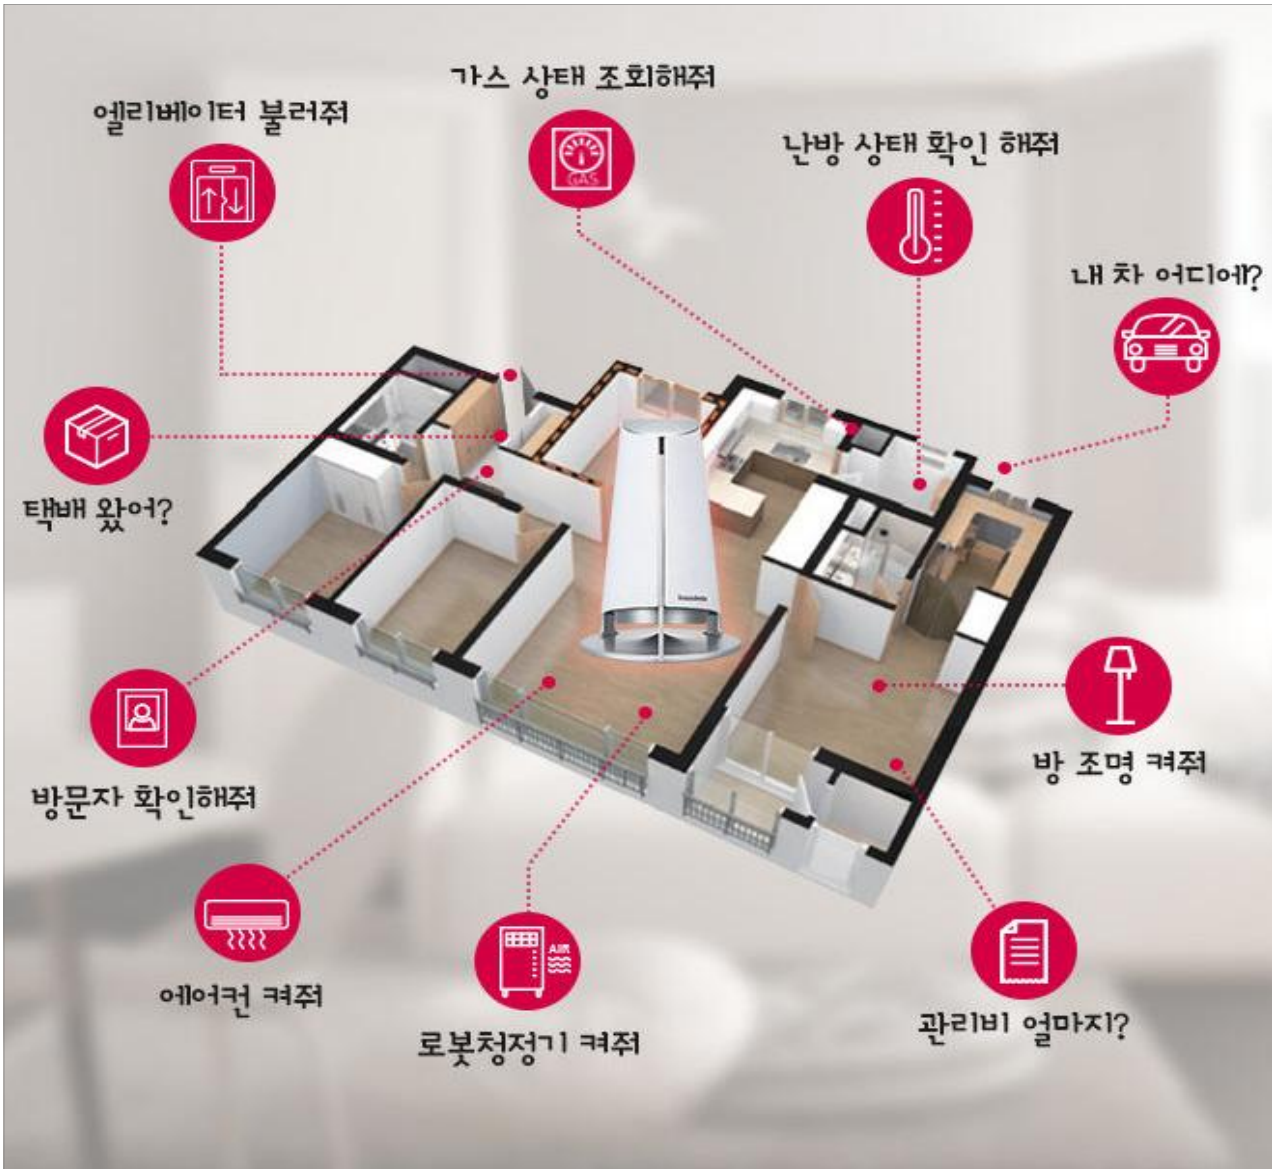 가스 상태 조회해줘
엘리베이터 불러줘
난방 상태 확인 해줘
GAS
내 차 어디에?
택배 왔어?
방 조명 켜줘
방문자 확인해줘
AIR
에어컨 켜줘
로봇청정기 켜줘
관리비 얼마지?